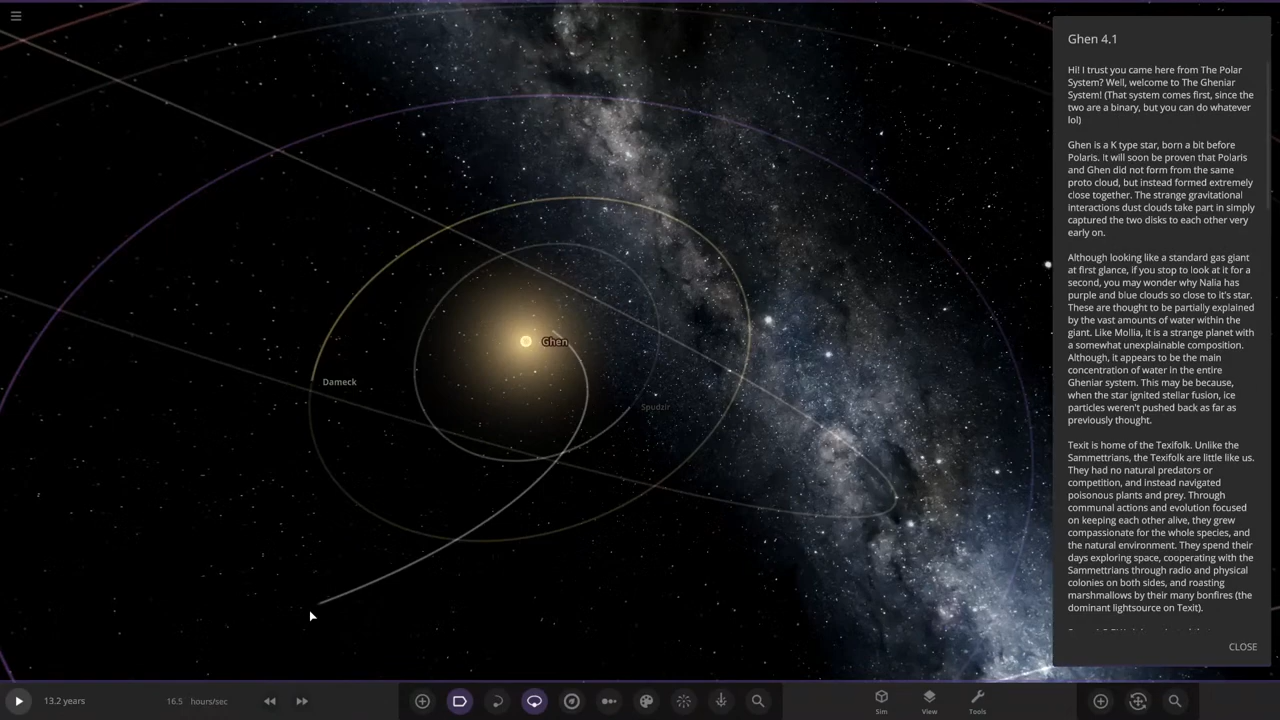 Ghen 4.1
Hi! I trust you came here from The Polar
System? Well, welcome to The Gheniar
System! (That system comes first, since the
two are a binary, but you can do whatever
lol)
Ghen is a K type star, born a bit before
Polaris. It will soon be proven that Polaris
and Ghen did not form from the same
proto cloud, but instead formed extremely
close together. The strange gravitational
interactions dust clouds take part in simply
captured the two disks to each other very
early on.
Although looking like a standard gas giant
at first glance, if you stop to look at it for a
second, you may wonder why Nalia has
purple and blue clouds so close to it's star.
These are thought to be partially explained
by the vast amounts of water within the
giant. Like Mollia, it is a strange planet with
a somewhat unexplainable composition.
Although, it appears to be the main
concentration of water in the entire
Gheniar system. This may be because,
when the star ignited stellar fusion, ice
particles weren't pushed back as far as
previously thought.
Texit is home of the Texifolk. Unlike the
Sammettrians, the Texifolk are little like us.
They had no natural predators or
competition, and instead navigated
poisonous plants and prey. Through
communal actions and evolution focused
on keeping each other alive, they grew
compassionate for the whole species, and
the natural environment. They spend their
days exploring space, cooperating with the
Sammettrians through radio and physical
colonies on both sides, and roasting
marshmallows by their many bonfires (the
dominant lightsource on Texit).
CLOSE
Ghen
Dameck
Spudzir
13.2 years
16.5 hours/sec
Sim
View
Tools